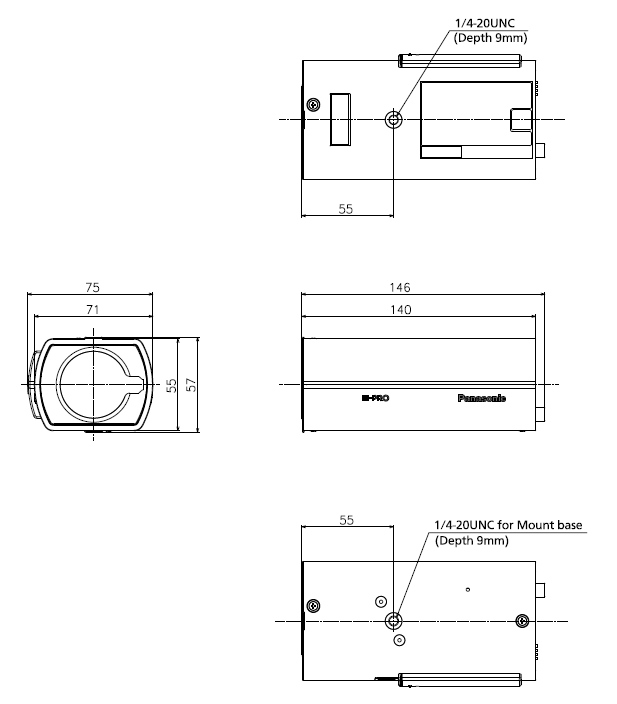 1/4-20UNC
(Depth 9mm)
55
75
71
55
57
146
140
i-PRO
Panasonic
55
1/4-20UNC for Mount base
(Depth 9mm)